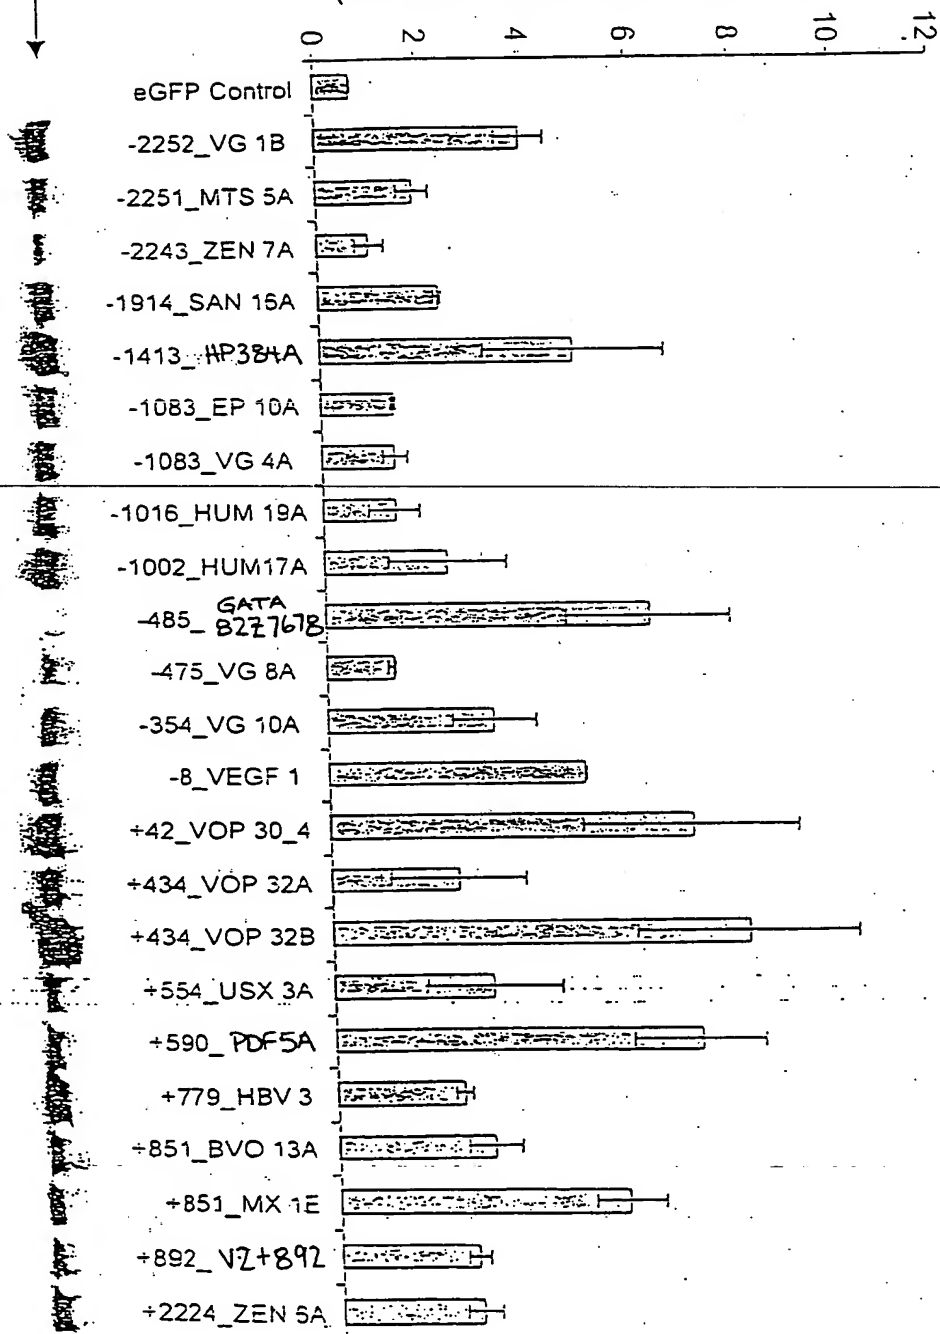 0 2 4 6 8 10 12
eGFP Control
-2252_VG 1B
-2251_MTS 5A
-2243_ZEN 7A
-1914_SAN 16A
-1413_HP384A
-1083_EP 10A
-1083_VG 4A
-1016_HUM 19A
-1002_HUM17A
-485_ GATA
82Z7678
-475_VG 8A
-354_VG 10A
-8_VEGF 1
+42_VOP 30_4
+434_VOP 32A
+434_VOP 32B
+554_USX 3A
+590_PDF5A
+779_HBV 3
+851_BVO 13A
+851_MX 1E
+892_VZ+892
+2224_ZEN 6A